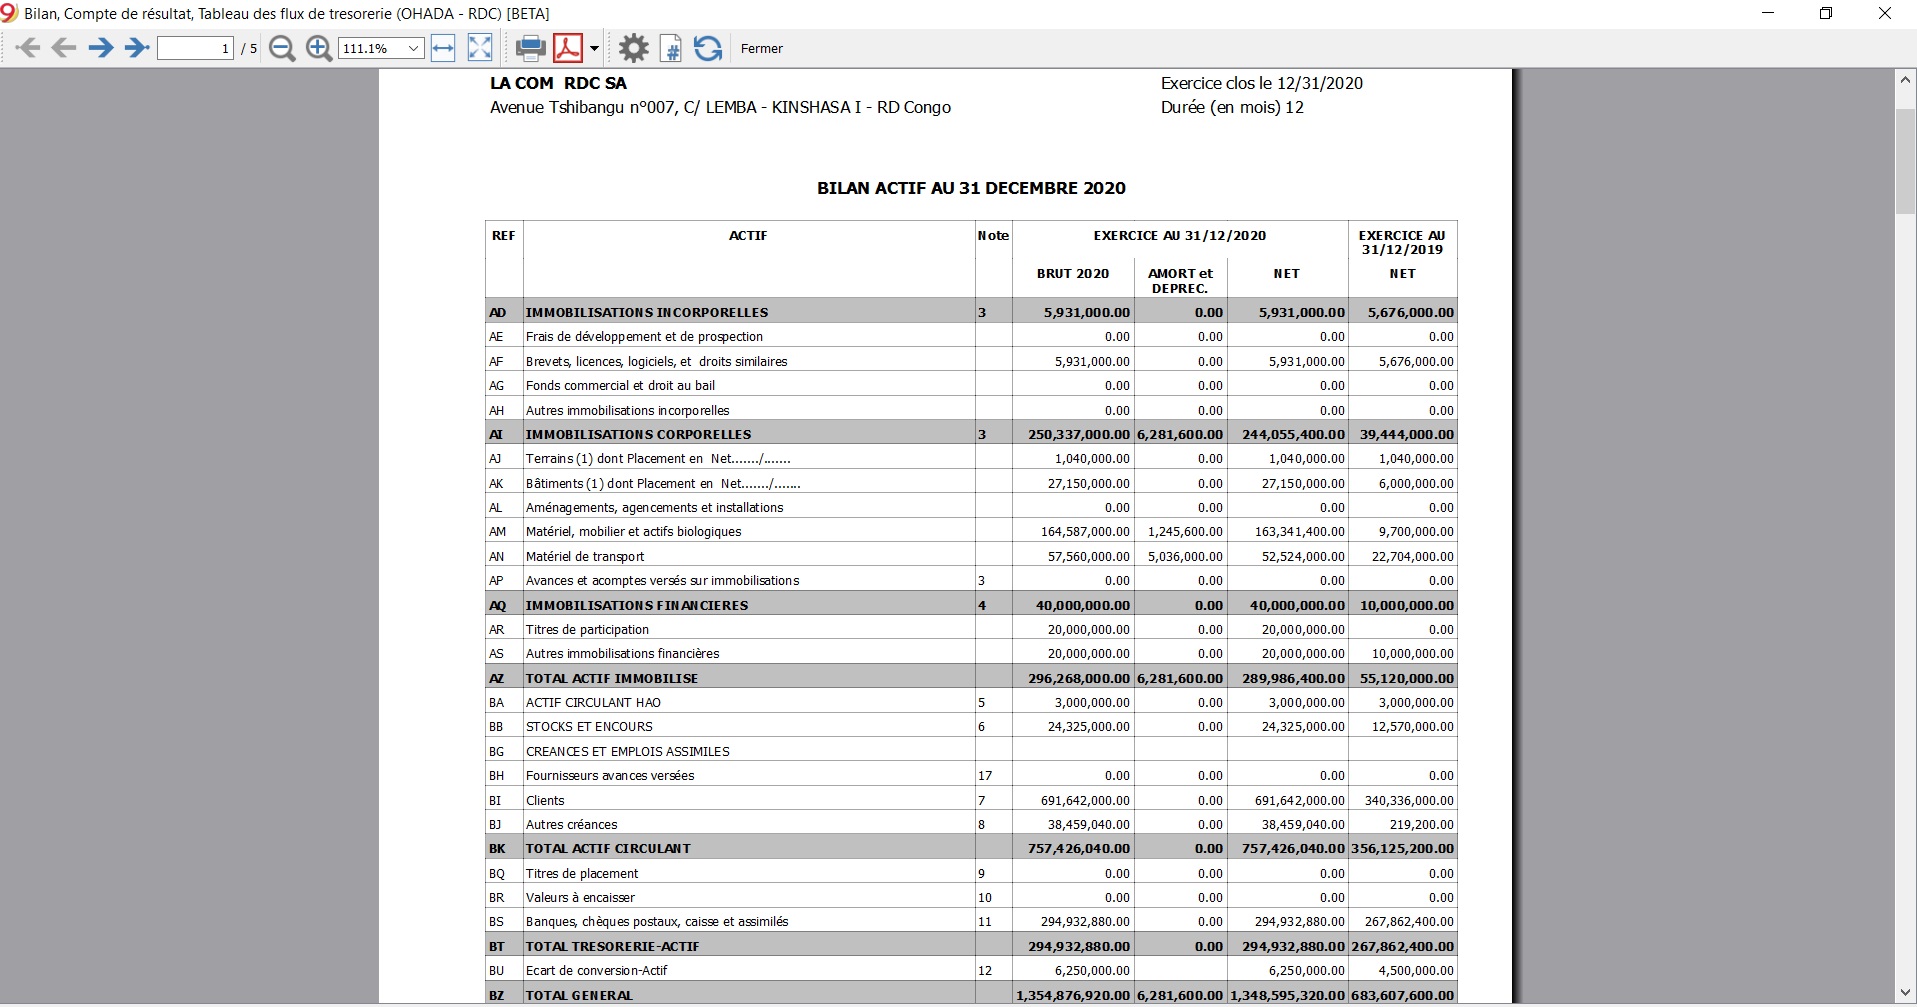 Bilan, Compte de résultat, Tableau des flux de tresorerie (OHADA - RDC) [BETA]
1 / 5 111.1% Fermer
LA COM RDC SA Exercice clos le 12/31/2020
Avenue Tshibangu n°007, C/ LEMBA - KINSHASA I - RD Congo Durée (en mois) 12
BILAN ACTIF AU 31 DECEMBRE 2020
REF ACTIF Note EXERCICE AU 31/12/2020 EXERCICE AU
31/12/2019
BRUT 2020 AMORT et NET NET
DEPREC.
AD IMMOBILISATIONS INCORPORELLES 3 5,931,000.00 0.00 5,931,000.00 5,676,000.00
AE Frais de développement et de prospection 0.00 0.00 0.00 0.00
AF Brevets, licences, logiciels, et droits similaires 5,931,000.00 0.00 5,931,000.00 5,676,000.00
AG Fonds commercial et droit au bail 0.00 0.00 0.00 0.00
AH Autres immobilisations incorporelles 0.00 0.00 0.00 0.00
AI IMMOBILISATIONS CORPORELLES 3 250,337,000.00 6,281,600.00 244,055,400.00 39,444,000.00
AJ Terrains (1) dont Placement en Net......./....... 1,040,000.00 0.00 1,040,000.00 1,040,000.00
AK Bâtiments (1) dont Placement en Net......./....... 27,150,000.00 0.00 27,150,000.00 6,000,000.00
AL Aménagements, agencements et installations 0.00 0.00 0.00 0.00
AM Matériel, mobilier et actifs biologiques 164,587,000.00 1,245,600.00 163,341,400.00 9,700,000.00
AN Matériel de transport 57,560,000.00 5,036,000.00 52,524,000.00 22,704,000.00
AP Avances et acomptes versés sur immobilisations 3 0.00 0.00 0.00 0.00
AQ IMMOBILISATIONS FINANCIERES 4 40,000,000.00 0.00 40,000,000.00 10,000,000.00
AR Titres de participation 20,000,000.00 0.00 20,000,000.00 0.00
AS Autres immobilisations financières 20,000,000.00 0.00 20,000,000.00 10,000,000.00
AZ TOTAL ACTIF IMMOBILISE 296,268,000.00 6,281,600.00 289,986,400.00 55,120,000.00
BA ACTIF CIRCULANT HAO 5 3,000,000.00 0.00 3,000,000.00 3,000,000.00
BB STOCKS ET ENCOURS 6 24,325,000.00 0.00 24,325,000.00 12,570,000.00
BG CREANCES ET EMPLOIS ASSIMILES
BH Fournisseurs avances versées 17 0.00 0.00 0.00 0.00
BI Clients 7 691,642,000.00 0.00 691,642,000.00 340,336,000.00
BJ Autres créances 8 38,459,040.00 0.00 38,459,040.00 219,200.00
BK TOTAL ACTIF CIRCULANT 757,426,040.00 0.00 757,426,040.00 356,125,200.00
BQ Titres de placement 9 0.00 0.00 0.00 0.00
BR Valeurs à encaisser 10 0.00 0.00 0.00 0.00
BS Banques, chèques postaux, caisse et assimilés 11 294,932,880.00 0.00 294,932,880.00 267,862,400.00
BT TOTAL TRESORERIE-ACTIF 294,932,880.00 0.00 294,932,880.00 267,862,400.00
BU Ecart de conversion-Actif 12 6,250,000.00 6,250,000.00 4,500,000.00
BZ TOTAL GENERAL 1,354,876,920.00 6,281,600.00 1,348,595,320.00 683,607,600.00